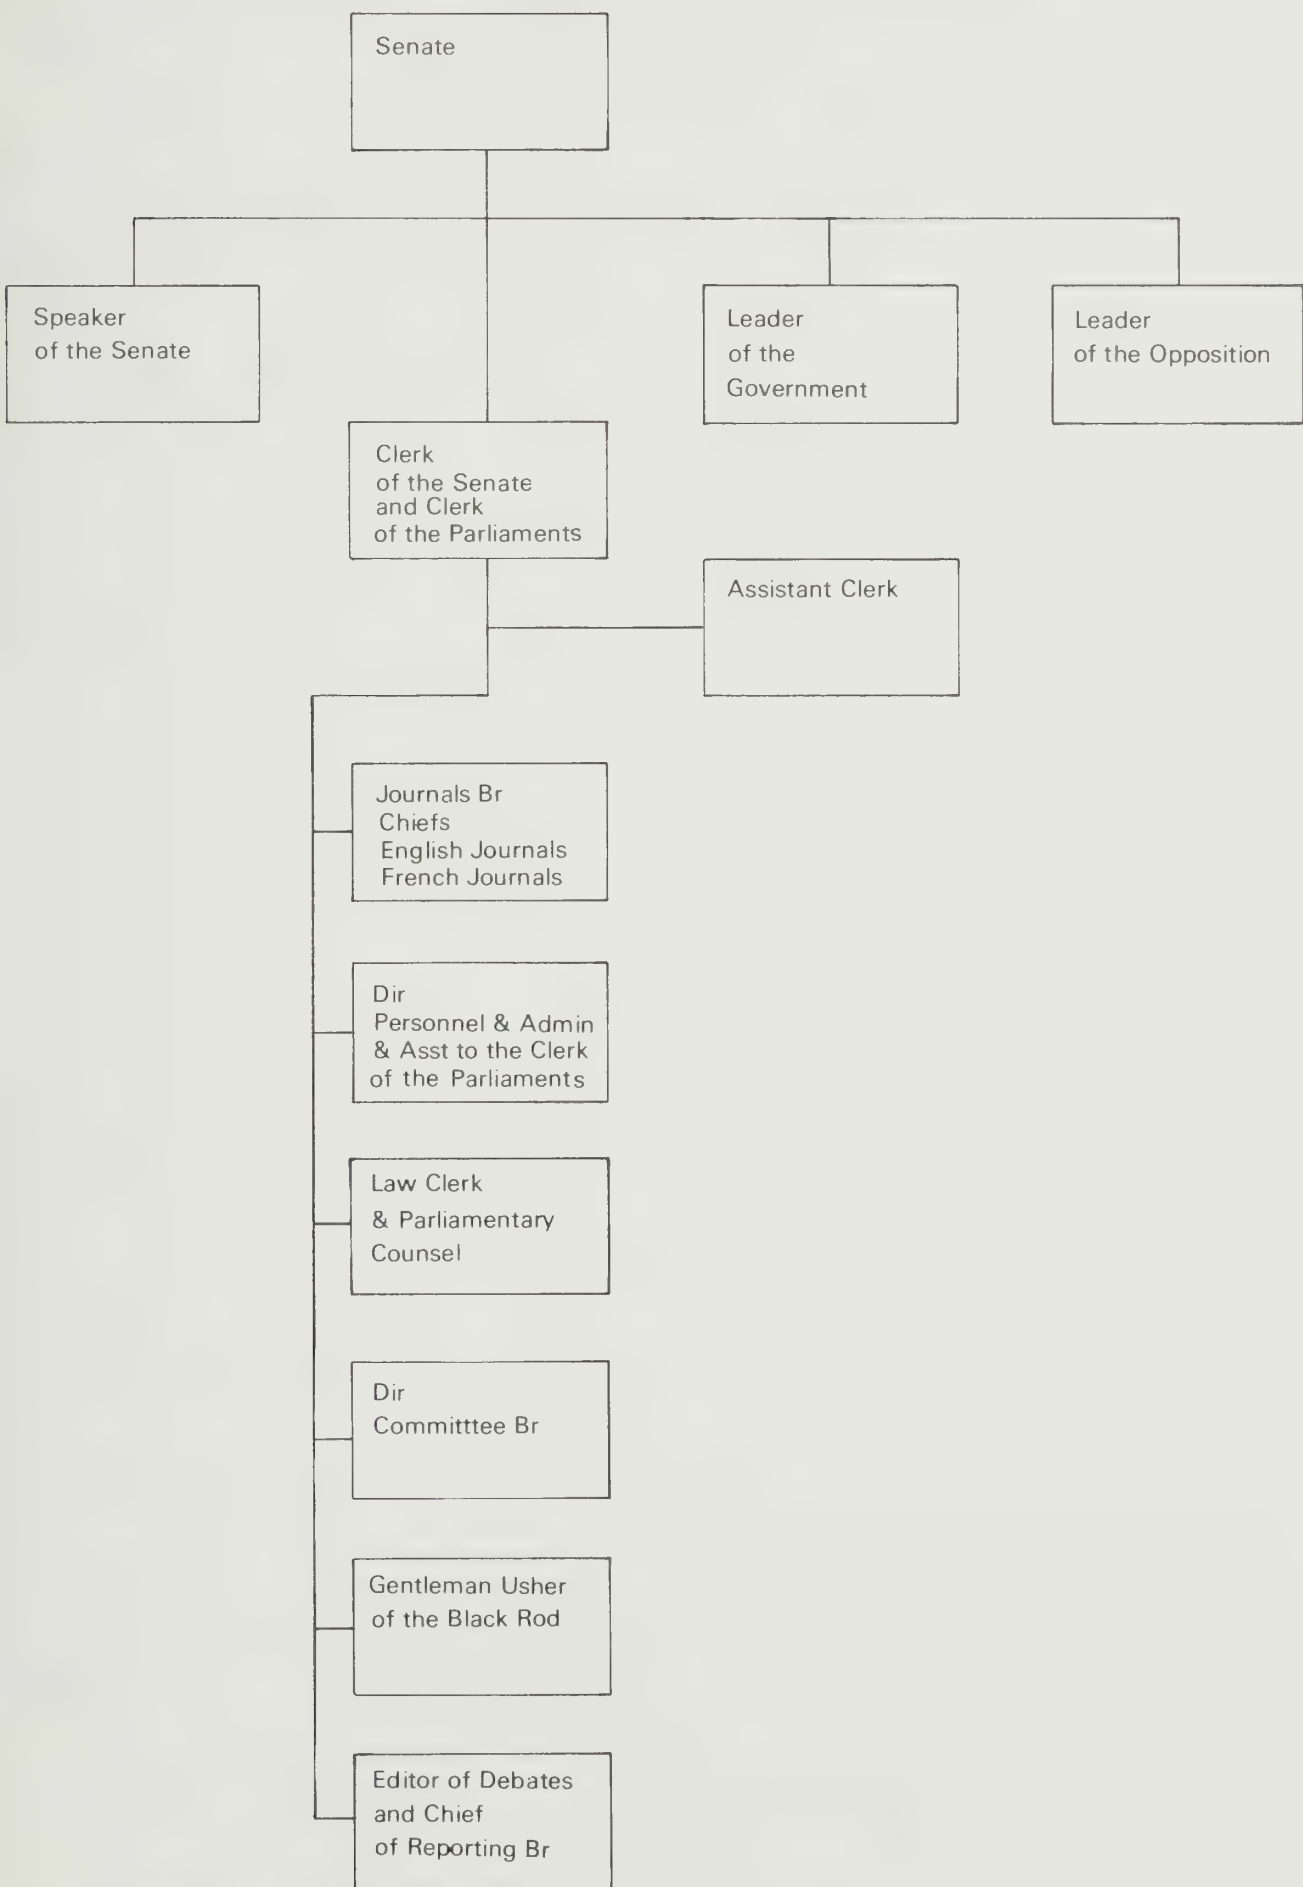 Senate
Speaker
of the Senate
Leader
of the
Government
Leader
of the Opposition
Clerk
of the Senate
and Clerk
of the Parliaments
Assistant Clerk
Journals Br
Chiefs
English Journals
French Journals
Dir
Personnel & Admin
& Asst to the Clerk
of the Parliaments
Law Clerk
& Parliamentary
Counsel
Dir
Committtee Br
Gentleman Usher
of the Black Rod
Editor of Debates
and Chief
of Reporting Br